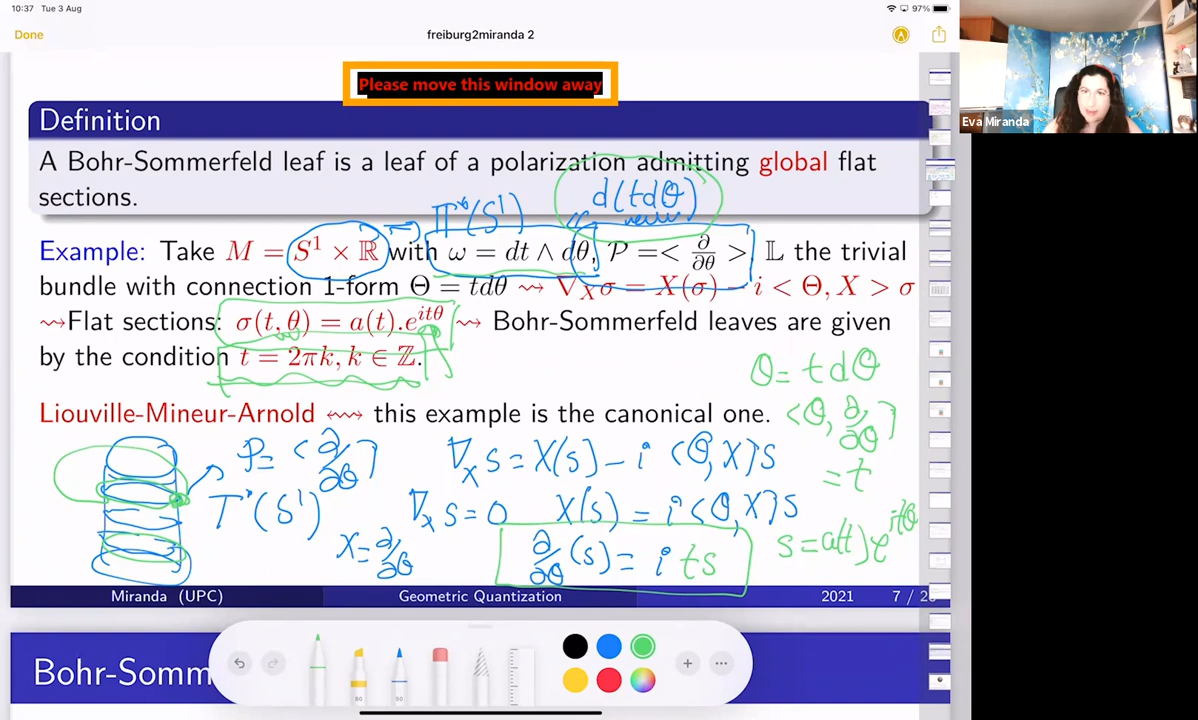 10:37 Tue 3 Aug
97%
Done
freiburg2miranda 2
Please move this window away
Eva Miranda
Definition
A Bohr-Sommerfeld leaf is a leaf of a polarization admitting global flat
sections.
d(tdθ)
T*(S¹)
Example: Take M = S¹ × ℝ with ω = dt ∧ dθ, P =< ∂/∂θ > 𝕃 the trivial
bundle with connection 1-form Θ = tdθ ⇝ ∇_Xσ = X(σ) − i < Θ, X > σ
⇝Flat sections: σ(t, θ) = a(t).e^{itθ} ⇝ Bohr-Sommerfeld leaves are given
by the condition t = 2πk, k ∈ ℤ.
θ = tdθ
Liouville-Mineur-Arnold ⇝ this example is the canonical one.
<θ, ∂/∂θ>
= t
P = <∂/∂θ>
∇_X s = X(s) − i <θ, X> s
T*(S¹)
∇_X s = 0 X(s) = i <θ, X> s
X = ∂/∂θ
∂/∂θ (s) = i ts
s = a(t) e^{itθ}
Miranda (UPC) Geometric Quantization 2021 7 / 2
Bohr-Somm